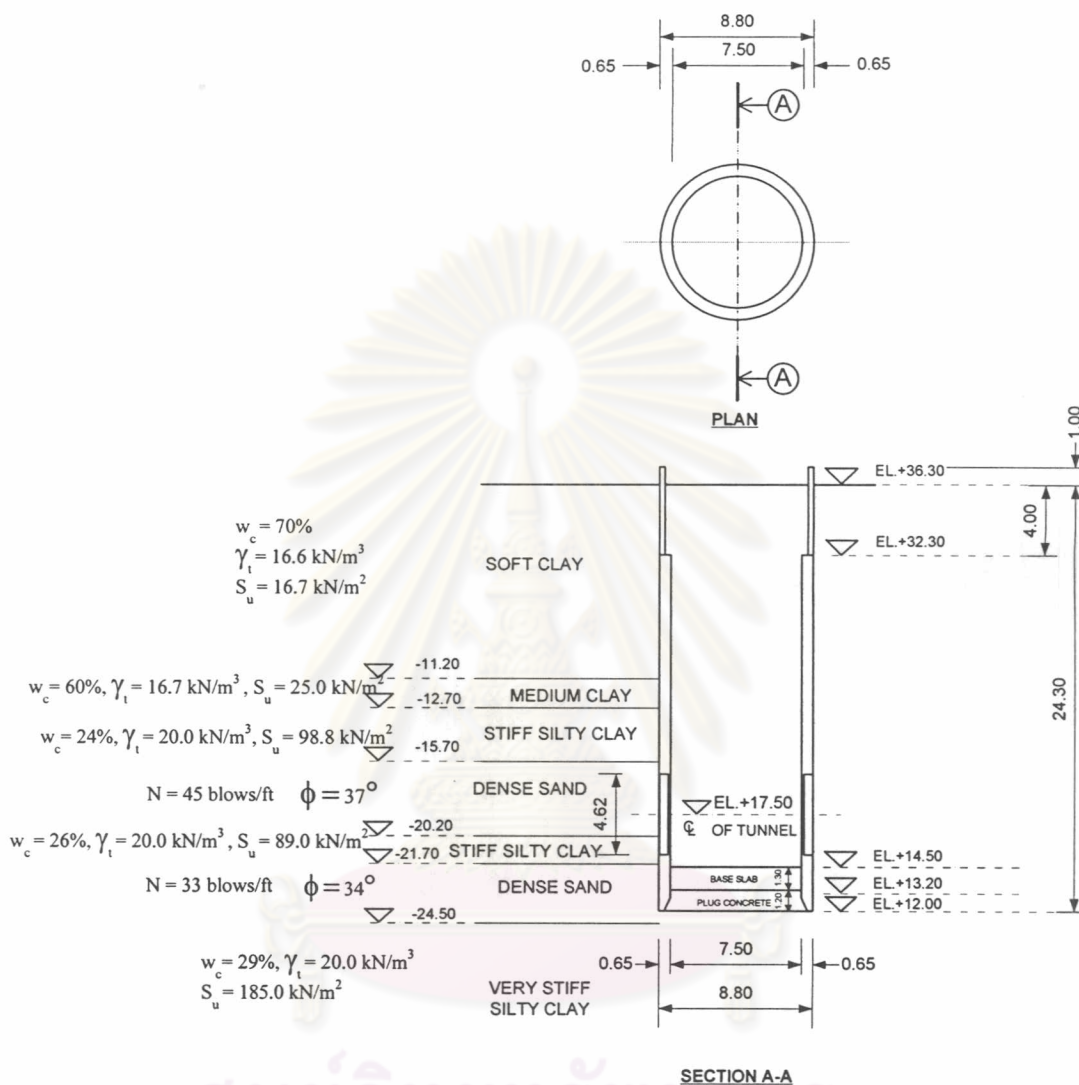 8.80
7.50
0.65
0.65
A
A
PLAN
1.00
EL.+36.30
4.00
EL.+32.30
w_c = 70%
γ_t = 16.6 kN/m³
S_u = 16.7 kN/m²
SOFT CLAY
-11.20
w_c = 60%, γ_t = 16.7 kN/m³ , S_u = 25.0 kN/m²
MEDIUM CLAY
-12.70
24.30
w_c = 24%, γ_t = 20.0 kN/m³, S_u = 98.8 kN/m²
STIFF SILTY CLAY
-15.70
DENSE SAND
N = 45 blows/ft ϕ = 37°
4.62
EL.+17.50
℄ OF TUNNEL
-20.20
w_c = 26%, γ_t = 20.0 kN/m³ , S_u = 89.0 kN/m²
-21.70
STIFF SILTY CLAY
EL.+14.50
N = 33 blows/ft ϕ = 34°
DENSE SAND
BASE SLAB
1.30
EL.+13.20
PLUG CONCRETE
1.20
EL.+12.00
-24.50
w_c = 29%, γ_t = 20.0 kN/m³
S_u = 185.0 kN/m²
VERY STIFF
SILTY CLAY
0.65
7.50
0.65
8.80
SECTION A-A